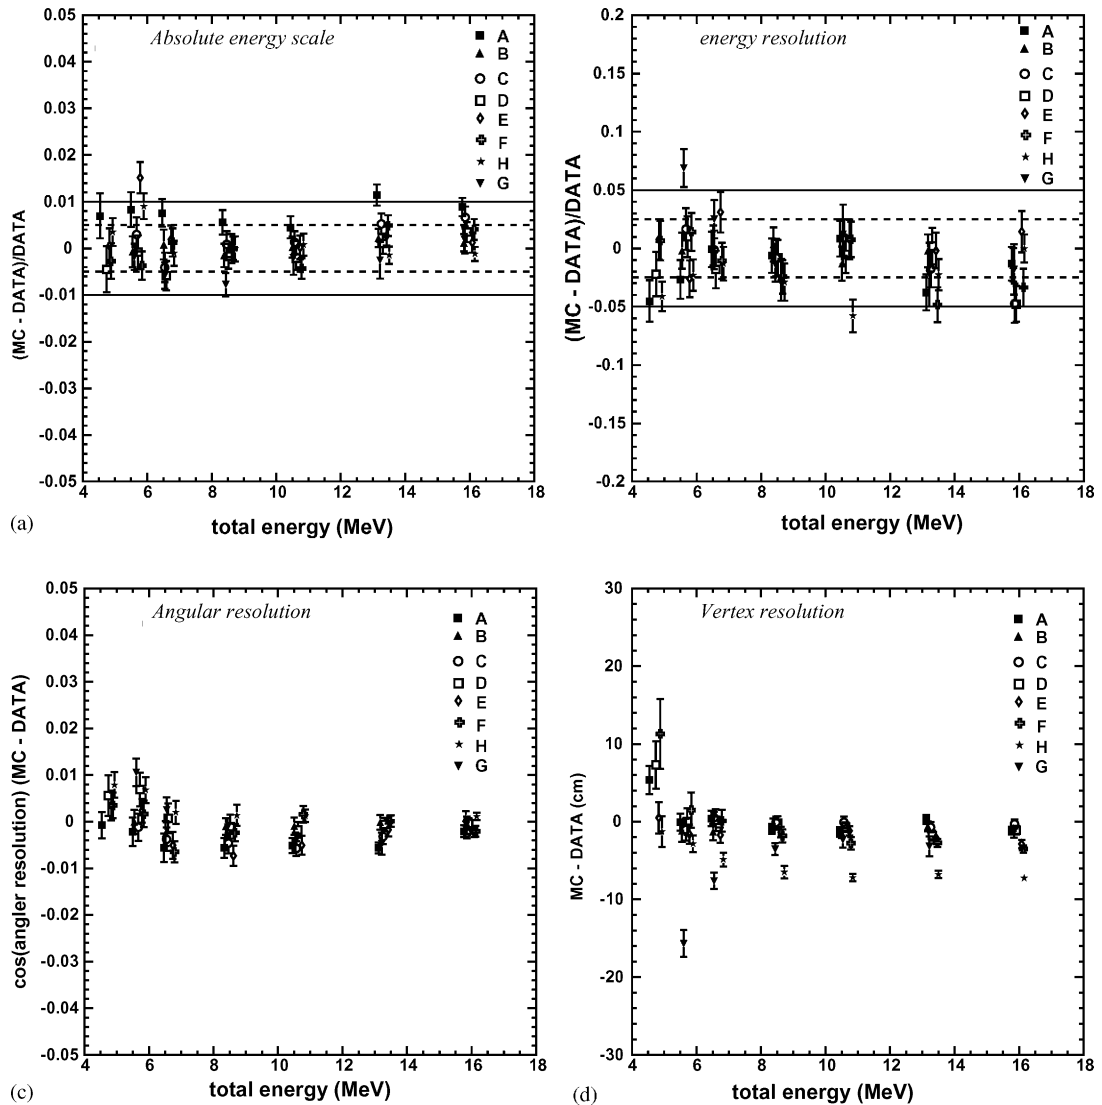 Absolute energy scale
0.05
0.04
0.03
0.02
0.01
0
-0.01
-0.02
-0.03
-0.04
-0.05
(MC - DATA)/DATA
A
B
C
D
E
F
H
G
4 6 8 10 12 14 16 18
total energy (MeV)
(a)
energy resolution
0.2
0.15
0.1
0.05
0
-0.05
-0.1
-0.15
-0.2
(MC - DATA)/DATA
A
B
C
D
E
F
H
G
4 6 8 10 12 14 16 18
total energy (MeV)
(b)
Angular resolution
0.05
0.04
0.03
0.02
0.01
0
-0.01
-0.02
-0.03
-0.04
-0.05
cos(angler resolution) (MC - DATA)
A
B
C
D
E
F
H
G
4 6 8 10 12 14 16 18
total energy (MeV)
(c)
Vertex resolution
30
20
10
0
-10
-20
-30
MC - DATA (cm)
A
B
C
D
E
F
H
G
4 6 8 10 12 14 16 18
total energy (MeV)
(d)